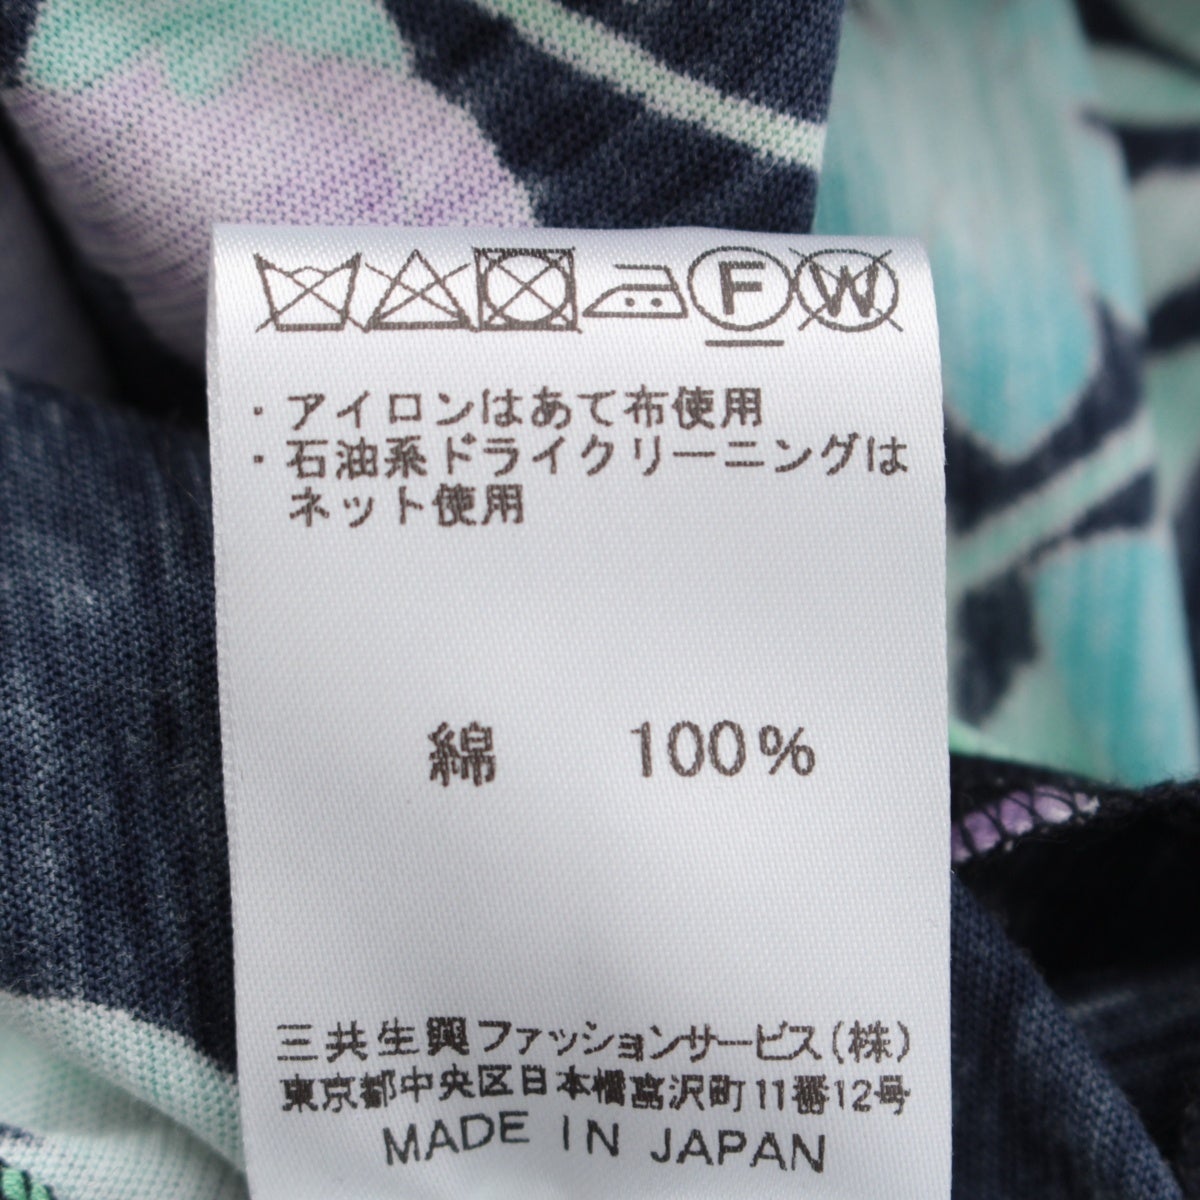 F W
・アイロンはあて布使用
・石油系ドライクリーニングは
ネット使用
綿 100%
三共生興ファッションサービス(株)
東京都中央区日本橋富沢町11番12号
MADE IN JAPAN